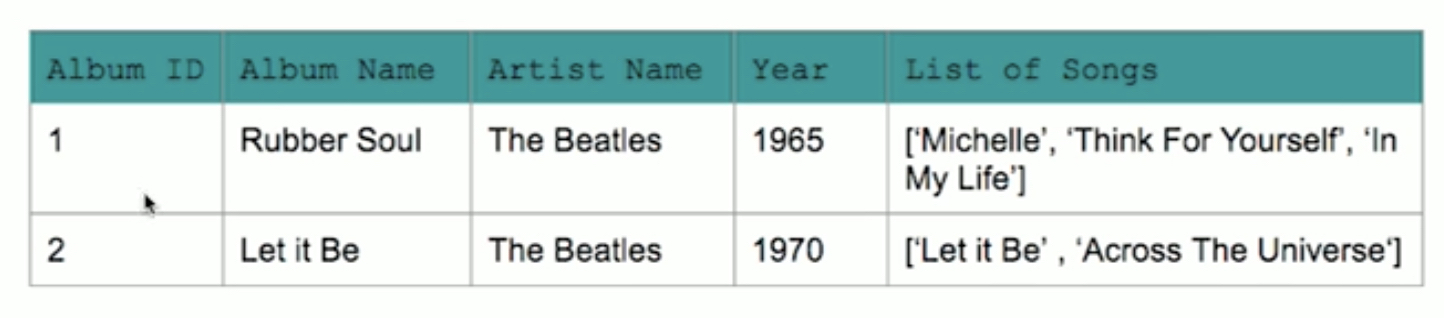 Album ID Album Name Artist Name Year List of Songs
1 Rubber Soul The Beatles 1965 [‘Michelle’, ‘Think For Yourself’, ‘In
My Life’]
2 Let it Be The Beatles 1970 [‘Let it Be’ , ‘Across The Universe‘]